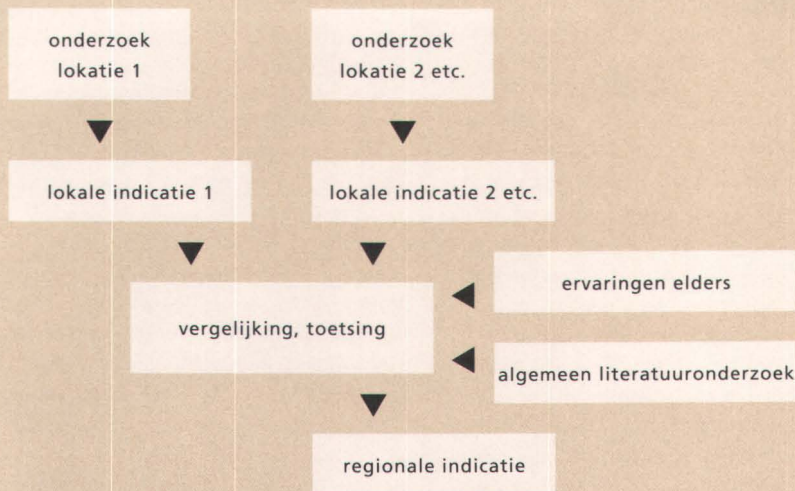 onderzoek
lokatie 1
onderzoek
lokatie 2 etc.
lokale indicatie 1
lokale indicatie 2 etc.
ervaringen elders
vergelijking, toetsing
algemeen literatuuronderzoek
regionale indicatie